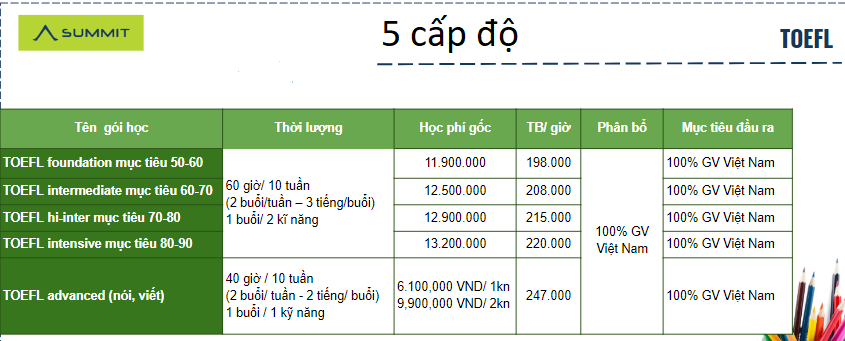 SUMMIT
5 cấp độ
TOEFL
Tên gói học
Thời lượng
Học phí gốc
TB/ giờ
Phân bổ
Mục tiêu đầu ra
TOEFL foundation mục tiêu 50-60
60 giờ/ 10 tuần
(2 buổi/tuần – 3 tiếng/buổi)
1 buổi/ 2 kĩ năng
11.900.000
198.000
100% GV
Việt Nam
100% GV Việt Nam
TOEFL intermediate mục tiêu 60-70
12.500.000
208.000
100% GV Việt Nam
TOEFL hi-inter mục tiêu 70-80
12.900.000
215.000
100% GV Việt Nam
TOEFL intensive mục tiêu 80-90
13.200.000
220.000
100% GV Việt Nam
TOEFL advanced (nói, viết)
40 giờ / 10 tuần
(2 buổi/ tuần - 2 tiếng/ buổi)
1 buổi / 1 kỹ năng
6.100,000 VND/ 1kn
9,900,000 VND/ 2kn
247.000
100% GV Việt Nam